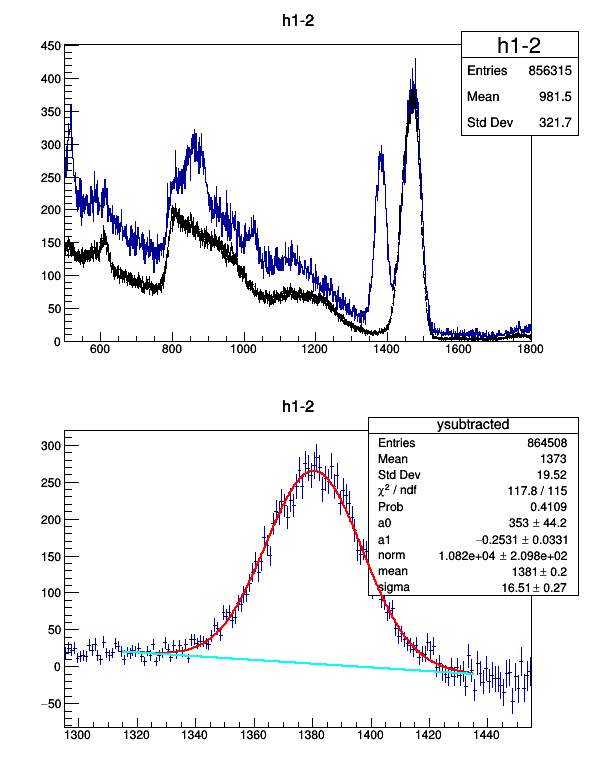 h1-2
h1-2
Entries 856315
Mean 981.5
Std Dev 321.7
450
400
350
300
250
200
150
100
50
0
600 800 1000 1200 1400 1600 1800
h1-2
ysubtracted
Entries 864508
Mean 1373
Std Dev 19.52
χ² / ndf 117.8 / 115
Prob 0.4109
a0 353 ± 44.2
a1 −0.2531 ± 0.0331
norm 1.082e+04 ± 2.098e+02
mean 1381 ± 0.2
sigma 16.51 ± 0.27
300
250
200
150
100
50
0
−50
1300 1320 1340 1360 1380 1400 1420 1440